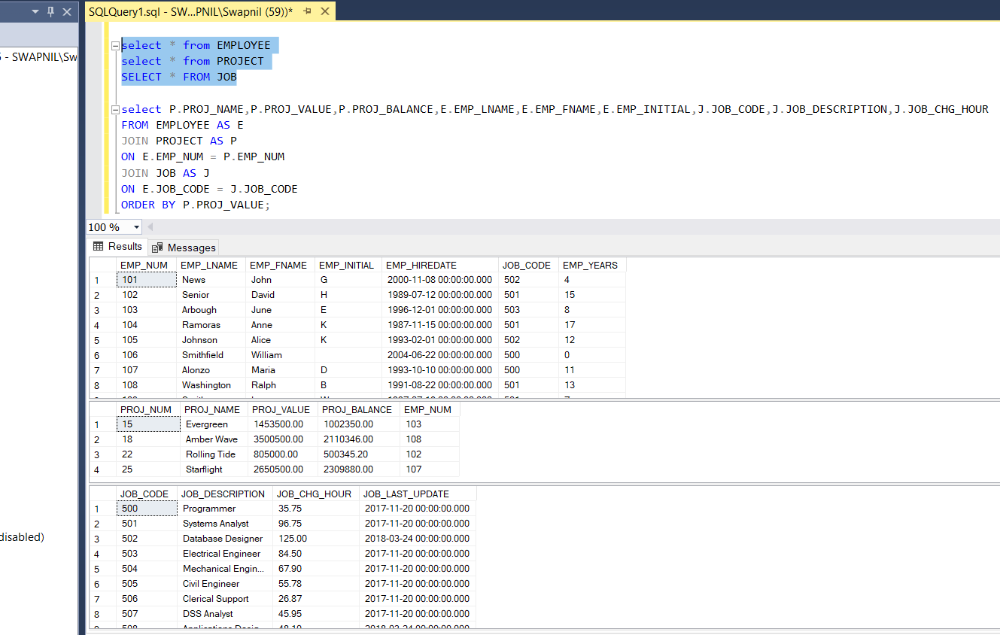 SQLQuery1.sql - SW...PNIL\Swapnil (59))*
- SWAPNIL\Sw
select * from EMPLOYEE
select * from PROJECT
SELECT * FROM JOB
select P.PROJ_NAME,P.PROJ_VALUE,P.PROJ_BALANCE,E.EMP_LNAME,E.EMP_FNAME,E.EMP_INITIAL,J.JOB_CODE,J.JOB_DESCRIPTION,J.JOB_CHG_HOUR
FROM EMPLOYEE AS E
JOIN PROJECT AS P
ON E.EMP_NUM = P.EMP_NUM
JOIN JOB AS J
ON E.JOB_CODE = J.JOB_CODE
ORDER BY P.PROJ_VALUE;
100 %
Results Messages
EMP_NUM EMP_LNAME EMP_FNAME EMP_INITIAL EMP_HIREDATE JOB_CODE EMP_YEARS
1 101 News John G 2000-11-08 00:00:00.000 502 4
2 102 Senior David H 1989-07-12 00:00:00.000 501 15
3 103 Arbough June E 1996-12-01 00:00:00.000 503 8
4 104 Ramoras Anne K 1987-11-15 00:00:00.000 501 17
5 105 Johnson Alice K 1993-02-01 00:00:00.000 502 12
6 106 Smithfield William 2004-06-22 00:00:00.000 500 0
7 107 Alonzo Maria D 1993-10-10 00:00:00.000 500 11
8 108 Washington Ralph B 1991-08-22 00:00:00.000 501 13
PROJ_NUM PROJ_NAME PROJ_VALUE PROJ_BALANCE EMP_NUM
1 15 Evergreen 1453500.00 1002350.00 103
2 18 Amber Wave 3500500.00 2110346.00 108
3 22 Rolling Tide 805000.00 500345.20 102
4 25 Starflight 2650500.00 2309880.00 107
JOB_CODE JOB_DESCRIPTION JOB_CHG_HOUR JOB_LAST_UPDATE
1 500 Programmer 35.75 2017-11-20 00:00:00.000
2 501 Systems Analyst 96.75 2017-11-20 00:00:00.000
3 502 Database Designer 125.00 2018-03-24 00:00:00.000
disabled)
4 503 Electrical Engineer 84.50 2017-11-20 00:00:00.000
5 504 Mechanical Engin... 67.90 2017-11-20 00:00:00.000
6 505 Civil Engineer 55.78 2017-11-20 00:00:00.000
7 506 Clerical Support 26.87 2017-11-20 00:00:00.000
8 507 DSS Analyst 45.95 2017-11-20 00:00:00.000